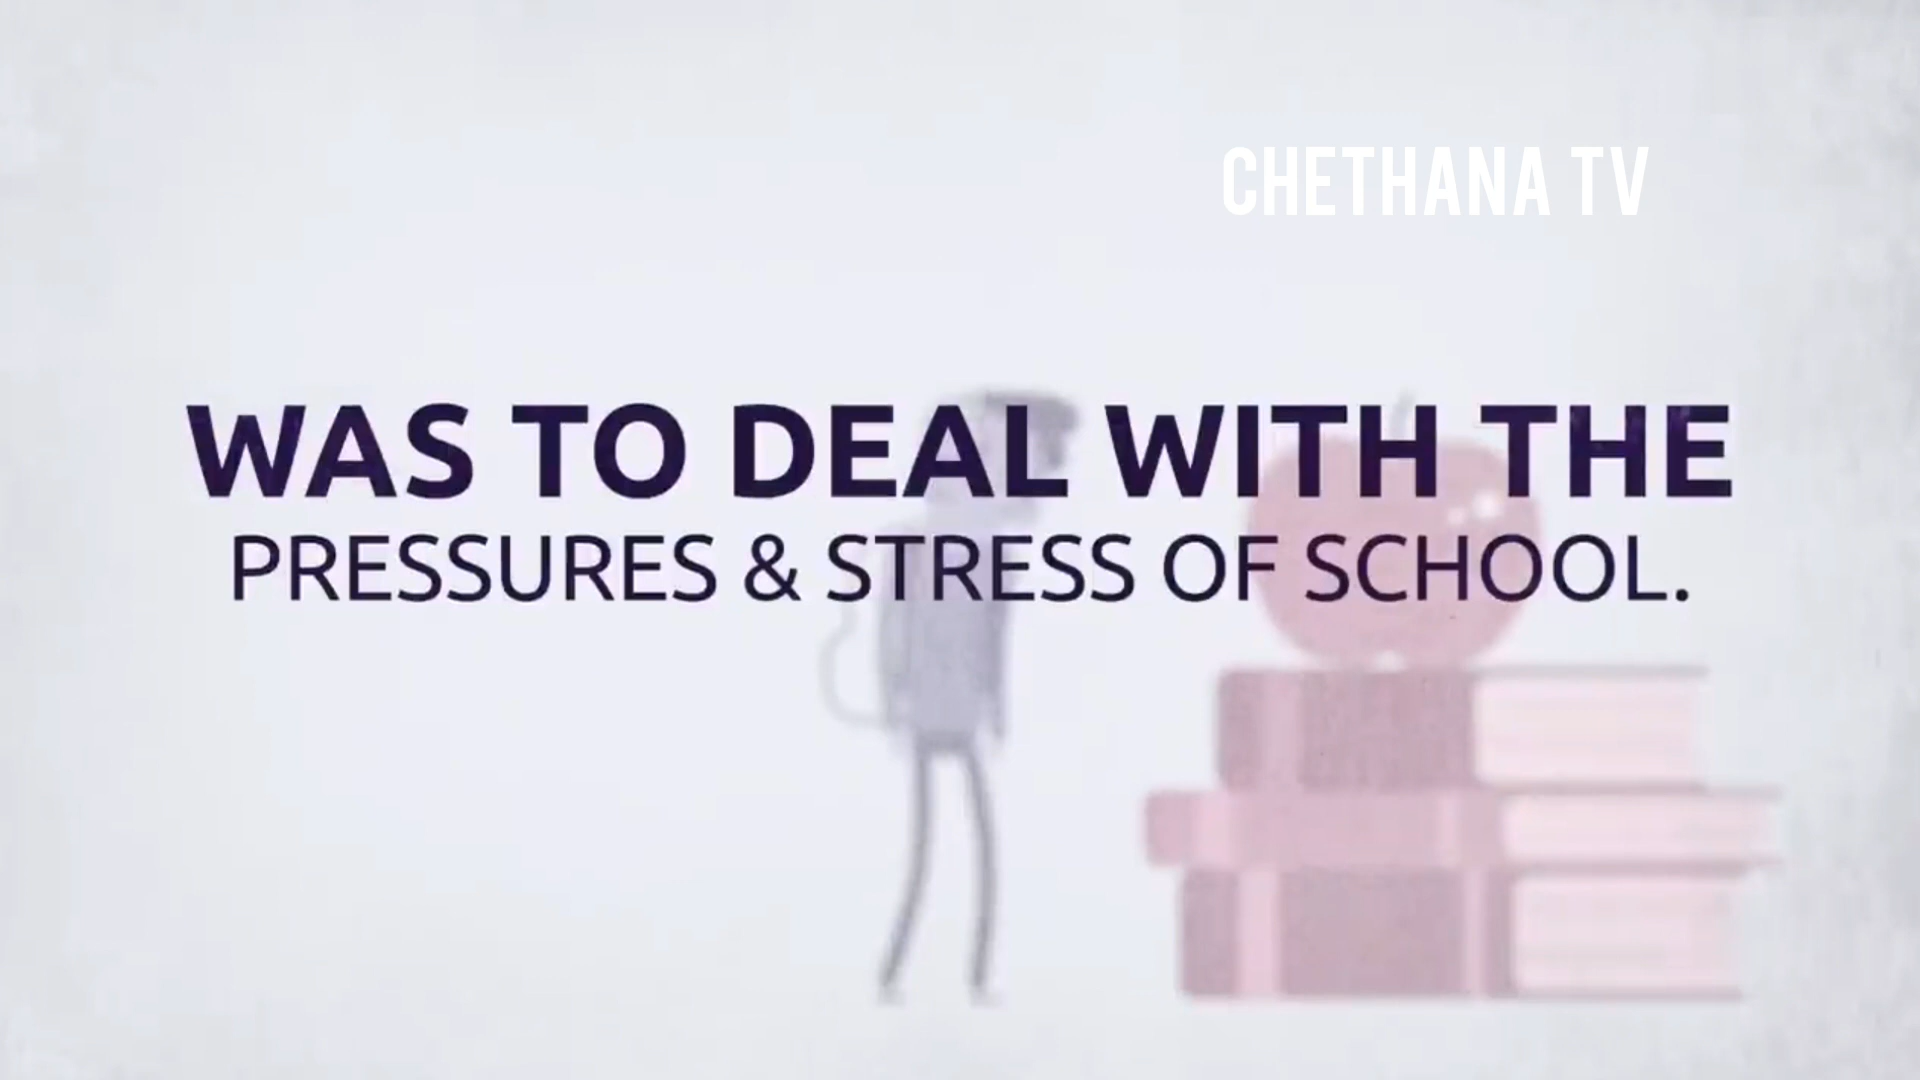 CHETHANA TV
WAS TO DEAL WITH THE
PRESSURES & STRESS OF SCHOOL.